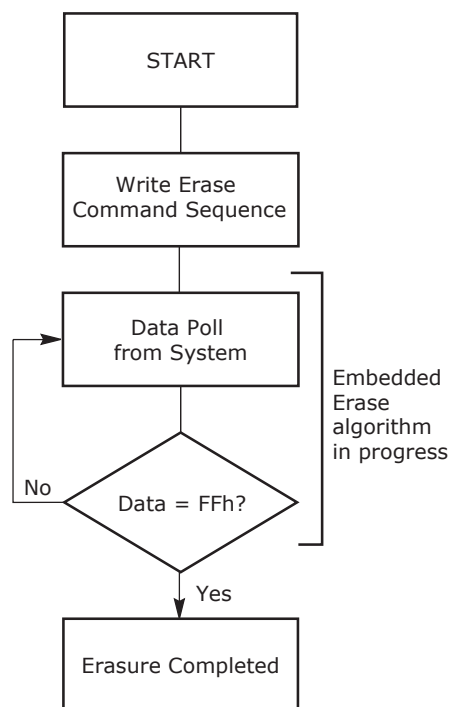 START
Write Erase
Command Sequence
Data Poll
from System
Embedded
Erase
algorithm
in progress
No
Data = FFh?
Yes
Erasure Completed